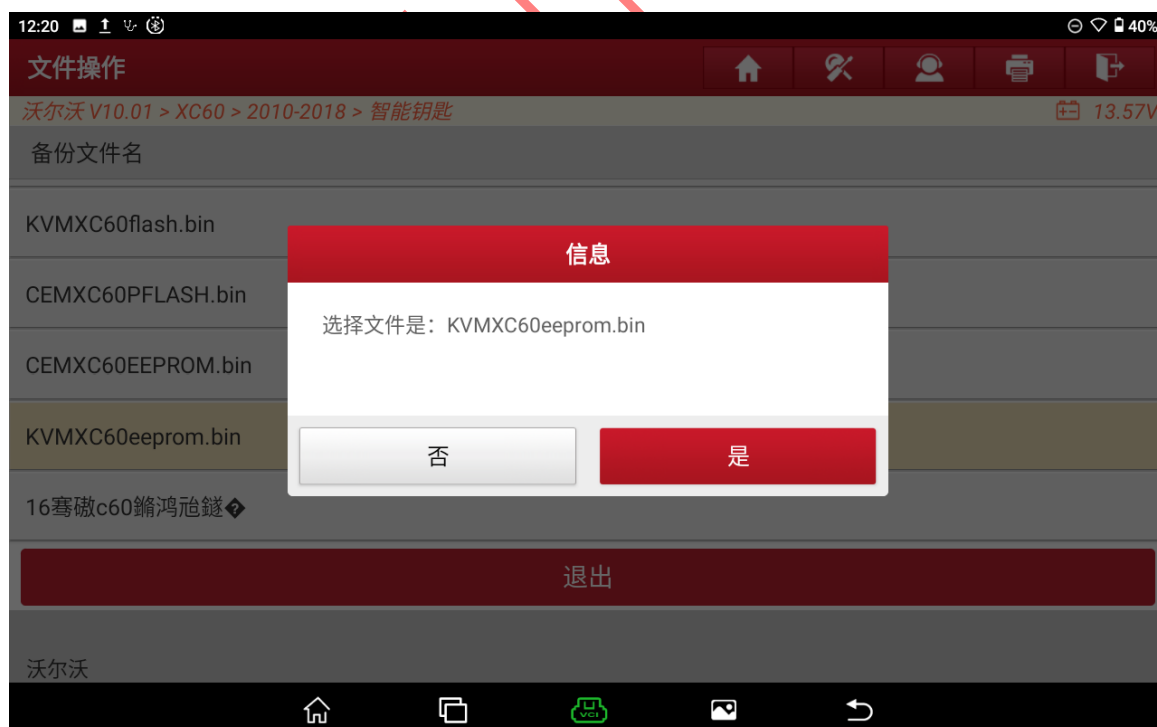 12:20
40%
文件操作
沃尔沃 V10.01 > XC60 > 2010-2018 > 智能钥匙
13.57V
备份文件名
KVMXC60flash.bin
信息
CEMXC60PFLASH.bin
选择文件是：KVMXC60eeprom.bin
CEMXC60EEPROM.bin
KVMXC60eeprom.bin
否
是
16骞磝c60鏅鸿兘鐩�
退出
沃尔沃
VCI